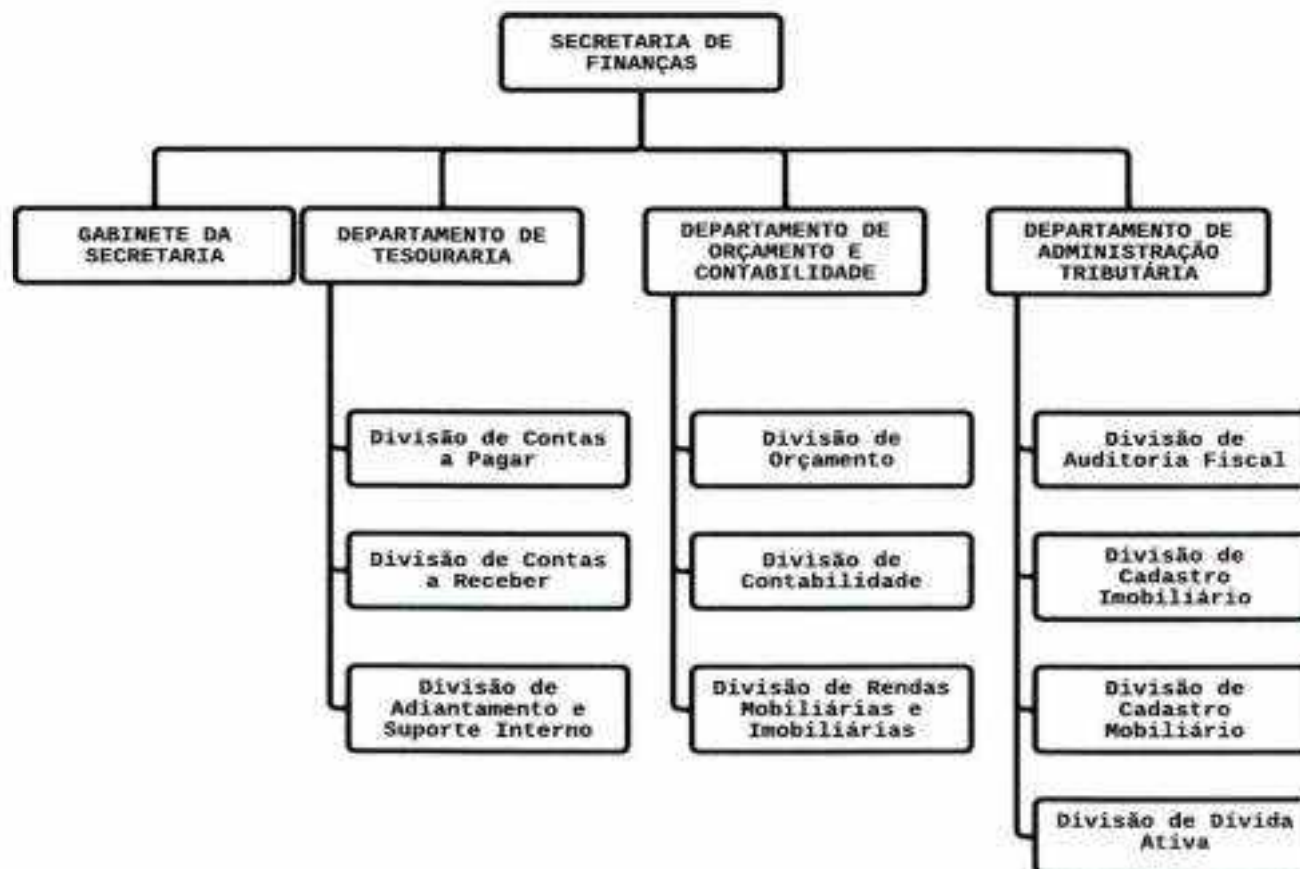 SECRETARIA DE
FINANÇAS
GABINETE DA
SECRETARIA
DEPARTAMENTO DE
TESOURARIA
DEPARTAMENTO DE
ORÇAMENTO E
CONTABILIDADE
DEPARTAMENTO DE
ADMINISTRAÇÃO
TRIBUTÁRIA
Divisão de Contas
a Pagar
Divisão de Contas
a Receber
Divisão de
Adiantamento e
Suporte Interno
Divisão de
Orçamento
Divisão de
Contabilidade
Divisão de Rendas
Mobiliárias e
Imobiliárias
Divisão de
Auditoria Fiscal
Divisão de
Cadastro
Imobiliário
Divisão de
Cadastro
Mobiliário
Divisão de Dívida
Ativa